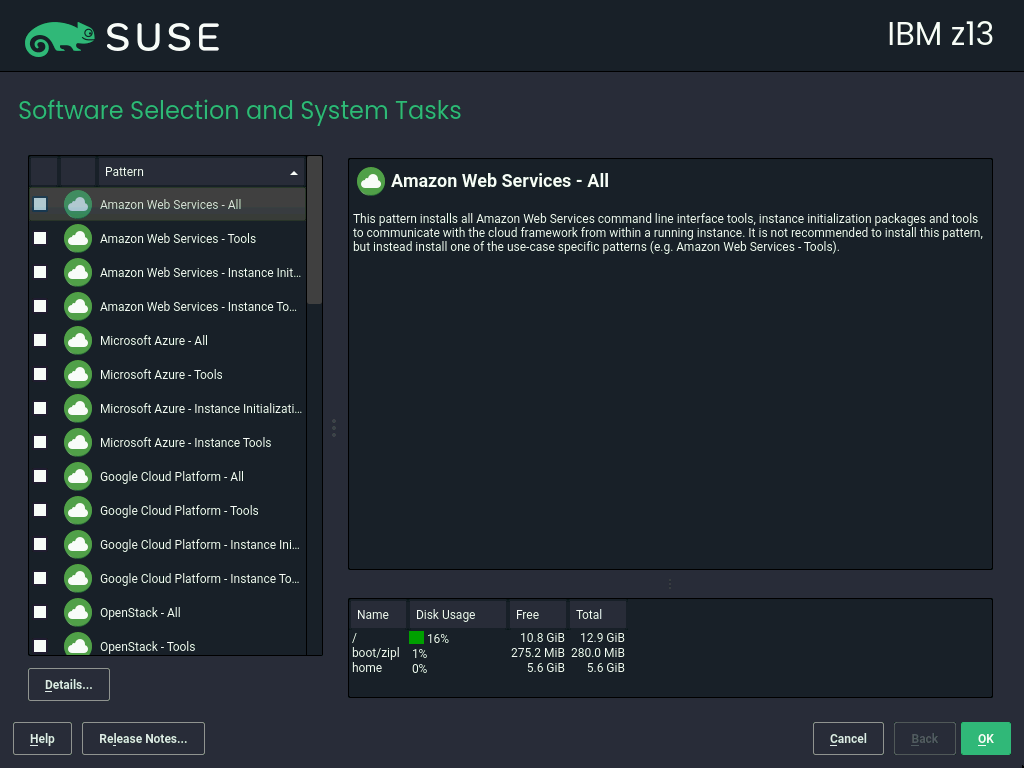 SUSE
IBM z13
Software Selection and System Tasks
Pattern
Amazon Web Services - All
Amazon Web Services - Tools
Amazon Web Services - Instance Init...
Amazon Web Services - Instance To...
Microsoft Azure - All
Microsoft Azure - Tools
Microsoft Azure - Instance Initializati...
Microsoft Azure - Instance Tools
Google Cloud Platform - All
Google Cloud Platform - Tools
Google Cloud Platform - Instance Ini...
Google Cloud Platform - Instance To...
OpenStack - All
OpenStack - Tools
Details...
Amazon Web Services - All
This pattern installs all Amazon Web Services command line interface tools, instance initialization packages and tools
to communicate with the cloud framework from within a running instance. It is not recommended to install this pattern,
but instead install one of the use-case specific patterns (e.g. Amazon Web Services - Tools).
Name Disk Usage Free Total
/ 16% 10.8 GiB 12.9 GiB
boot/zipl 1% 275.2 MiB 280.0 MiB
home 0% 5.6 GiB 5.6 GiB
Help Release Notes... Cancel Back OK